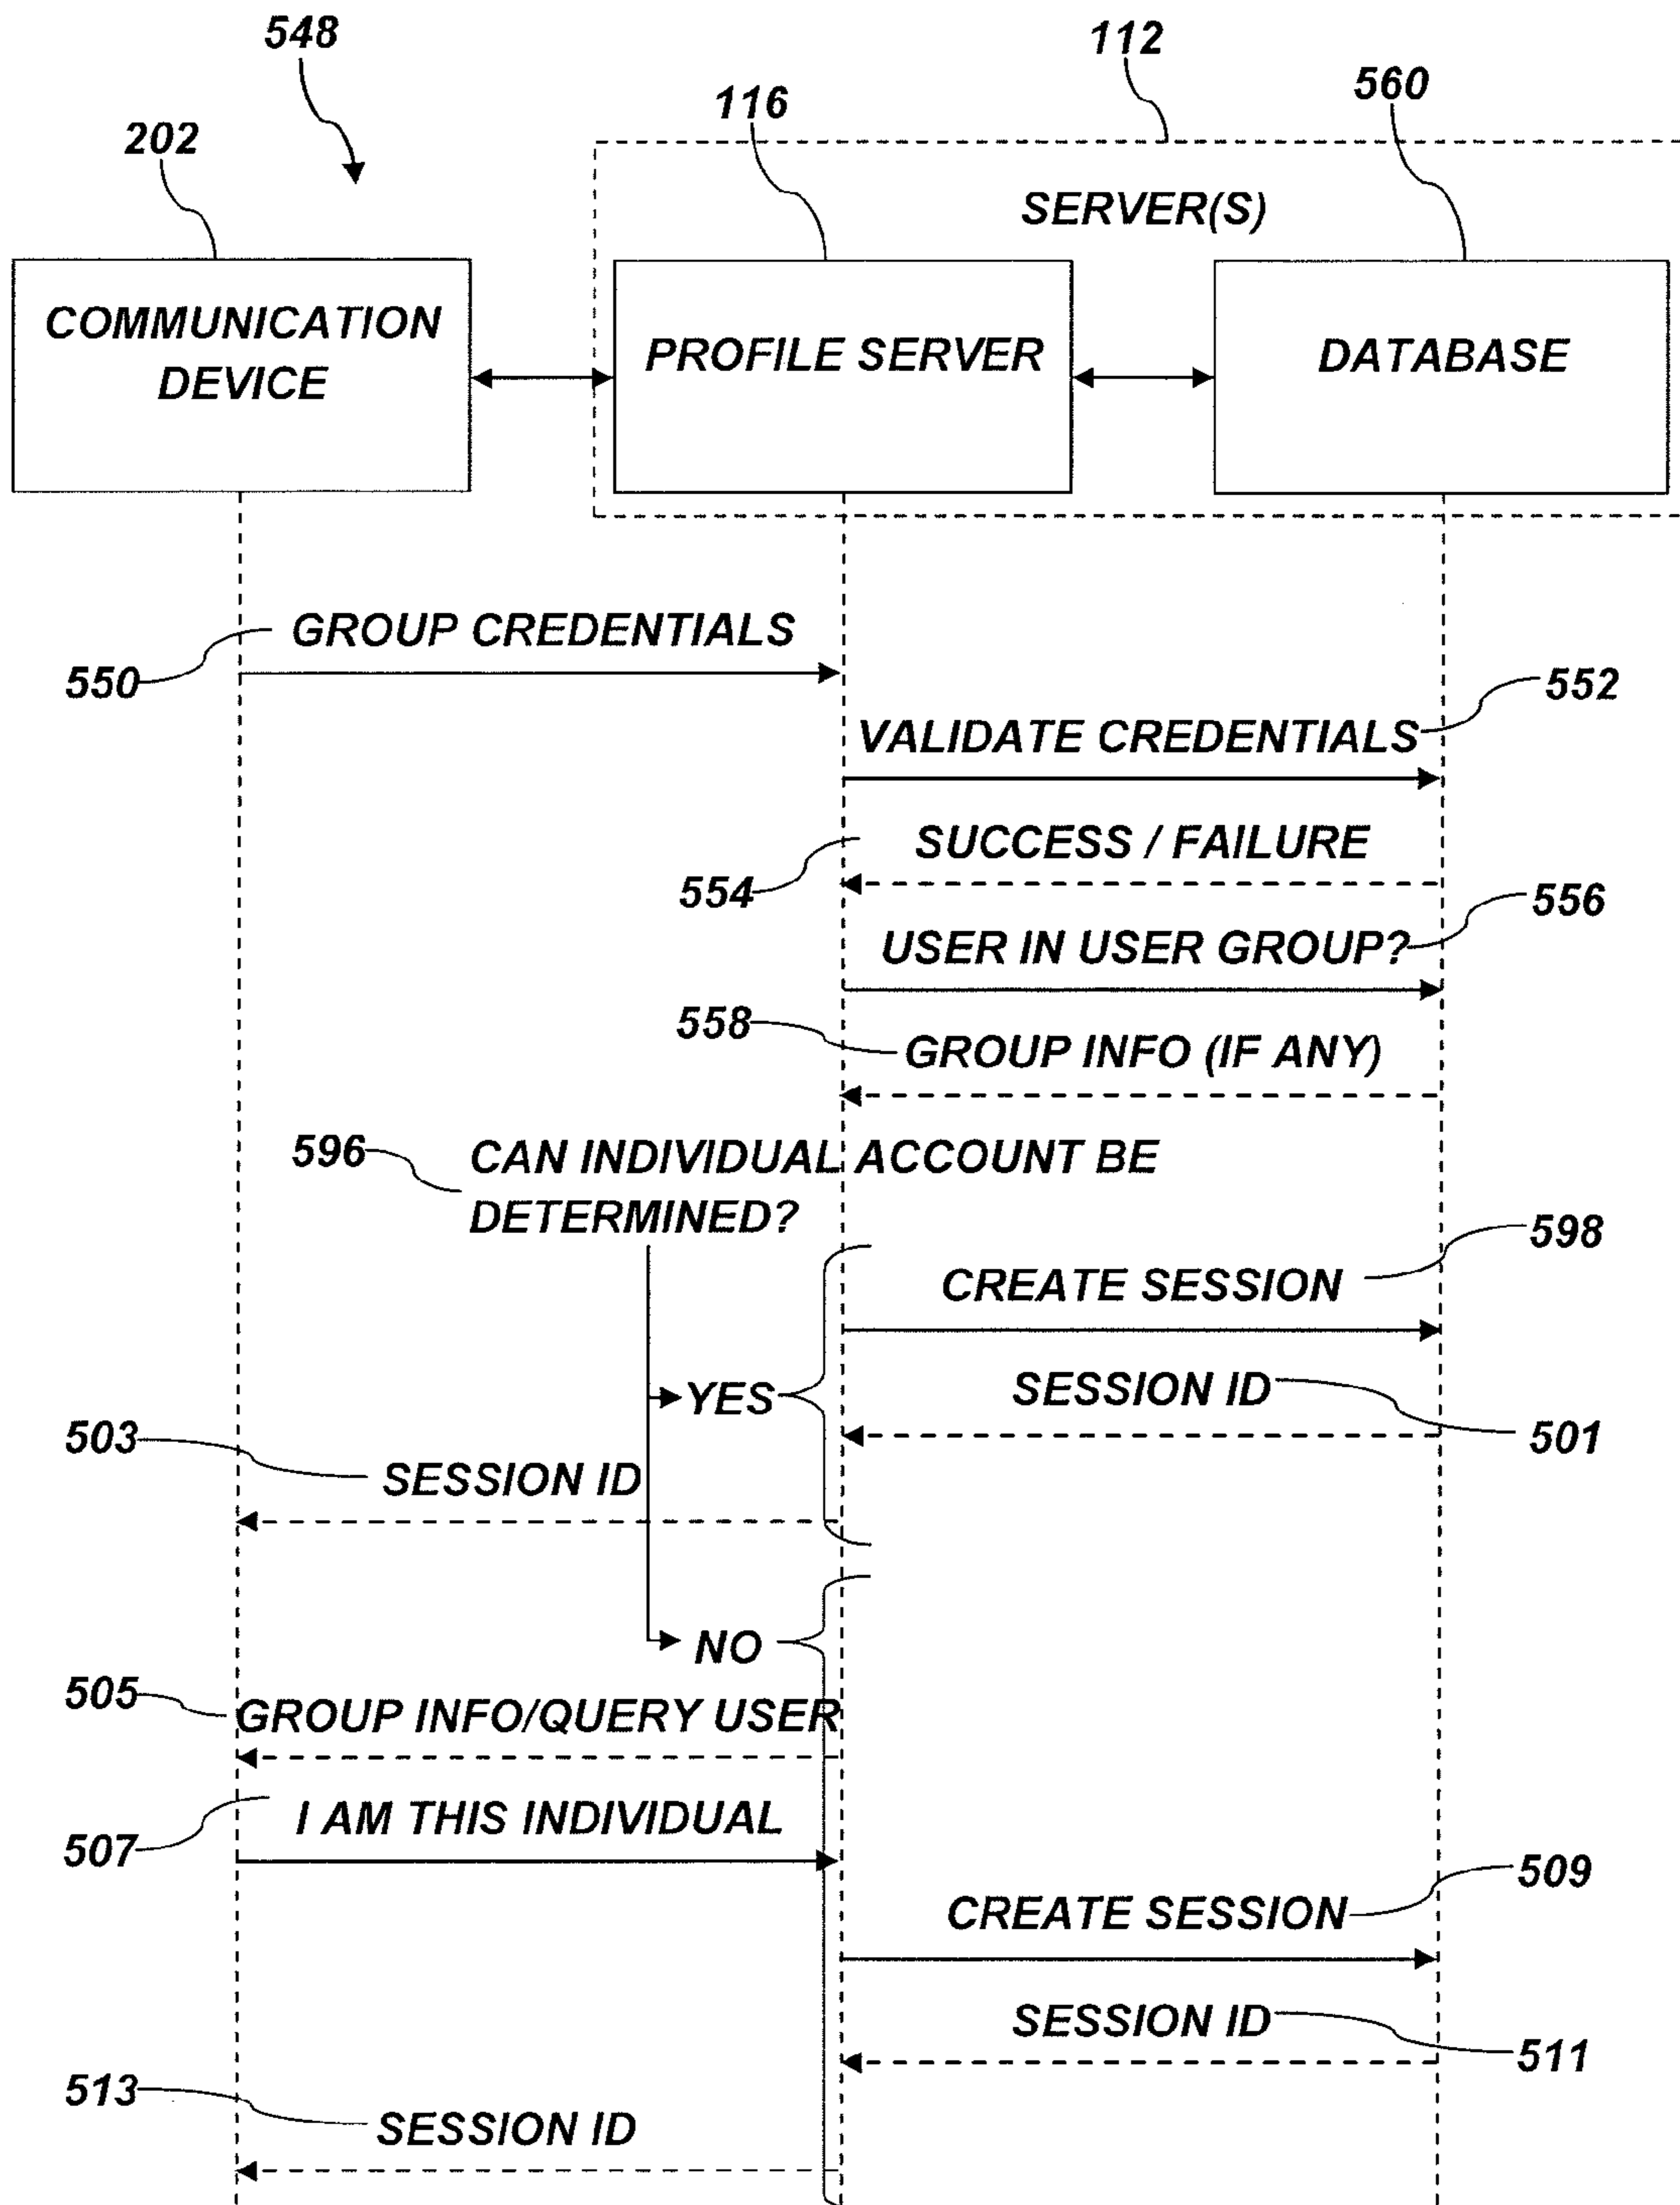 548
112
560
116
202
SERVER(S)
COMMUNICATION
DEVICE
PROFILE SERVER
DATABASE
GROUP CREDENTIALS
550
552
VALIDATE CREDENTIALS
SUCCESS / FAILURE
554
556
USER IN USER GROUP?
558
GROUP INFO (IF ANY)
596
CAN INDIVIDUAL ACCOUNT BE
DETERMINED?
598
CREATE SESSION
YES
SESSION ID
501
503
SESSION ID
NO
505
GROUP INFO/QUERY USER
I AM THIS INDIVIDUAL
507
509
CREATE SESSION
SESSION ID
511
513
SESSION ID